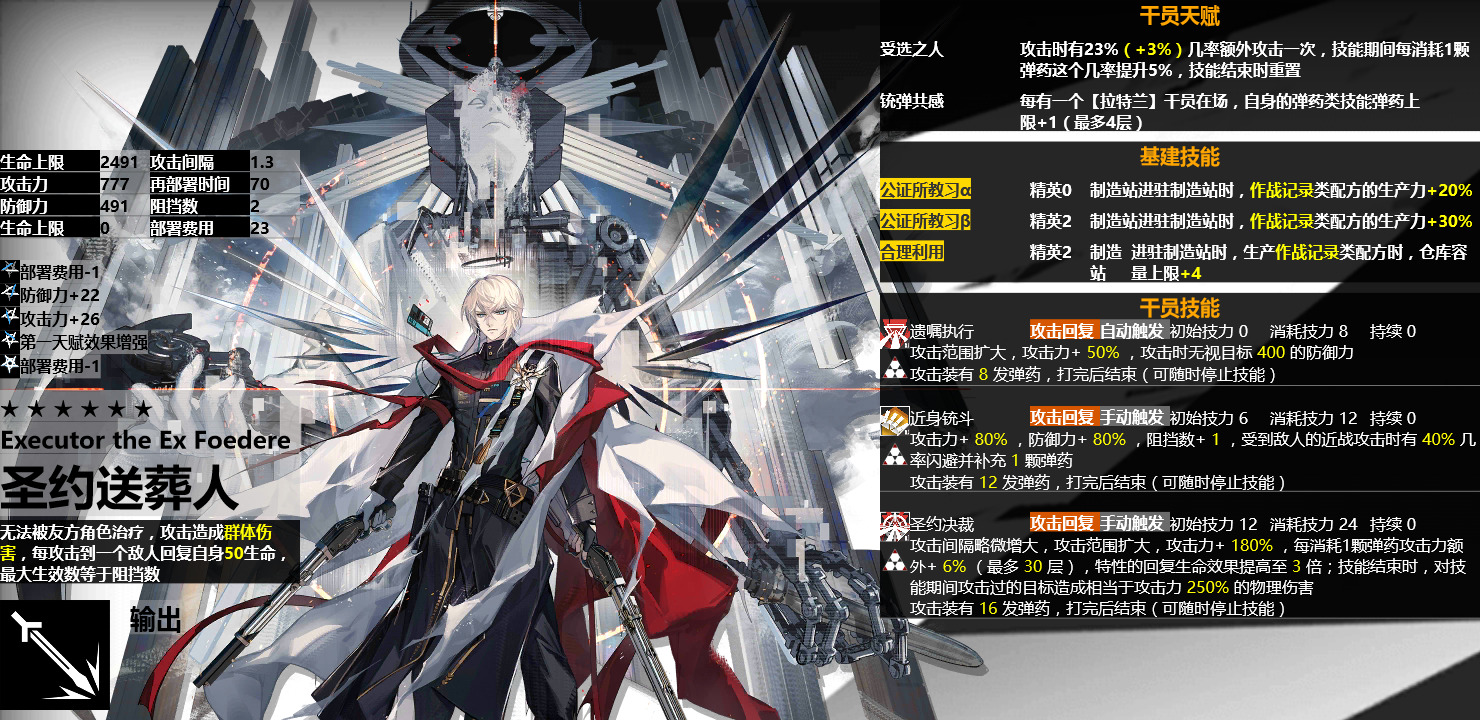 生命上限 2491 攻击间隔 1.3
攻击力 777 再部署时间 70
防御力 491 阻挡数 2
生命上限 0 部署费用 23
部署费用-1
防御力+22
攻击力+26
第一天赋效果增强
部署费用-1
★ ★ ★ ★ ★ ★
Executor the Ex Foedere
圣约送葬人
无法被友方角色治疗，攻击造成群体伤
害，每攻击到一个敌人回复自身50生命，
最大生效数等于阻挡数
输出
干员天赋
受选之人 攻击时有23%（+3%）几率额外攻击一次，技能期间每消耗1颗
弹药这个几率提升5%，技能结束时重置
铳弹共感 每有一个【拉特兰】干员在场，自身的弹药类技能弹药上
限+1（最多4层）
基建技能
公证所教习α 精英0 制造站进驻制造站时，作战记录类配方的生产力+20%
公证所教习β 精英2 制造站进驻制造站时，作战记录类配方的生产力+30%
合理利用 精英2 制造 进驻制造站时，生产作战记录类配方时，仓库容
站 量上限+4
干员技能
遗嘱执行 攻击回复 自动触发 初始技力 0 消耗技力 8 持续 0
攻击范围扩大，攻击力+ 50% ，攻击时无视目标 400 的防御力
攻击装有 8 发弹药，打完后结束（可随时停止技能）
近身铳斗 攻击回复 手动触发 初始技力 6 消耗技力 12 持续 0
攻击力+ 80% ，防御力+ 80% ，阻挡数+ 1 ，受到敌人的近战攻击时有 40% 几
率闪避并补充 1 颗弹药
攻击装有 12 发弹药，打完后结束（可随时停止技能）
圣约决裁 攻击回复 手动触发 初始技力 12 消耗技力 24 持续 0
攻击间隔略微增大，攻击范围扩大，攻击力+ 180% ，每消耗1颗弹药攻击力额
外+ 6% （最多 30 层），特性的回复生命效果提高至 3 倍；技能结束时，对技
能期间攻击过的目标造成相当于攻击力 250% 的物理伤害
攻击装有 16 发弹药，打完后结束（可随时停止技能）